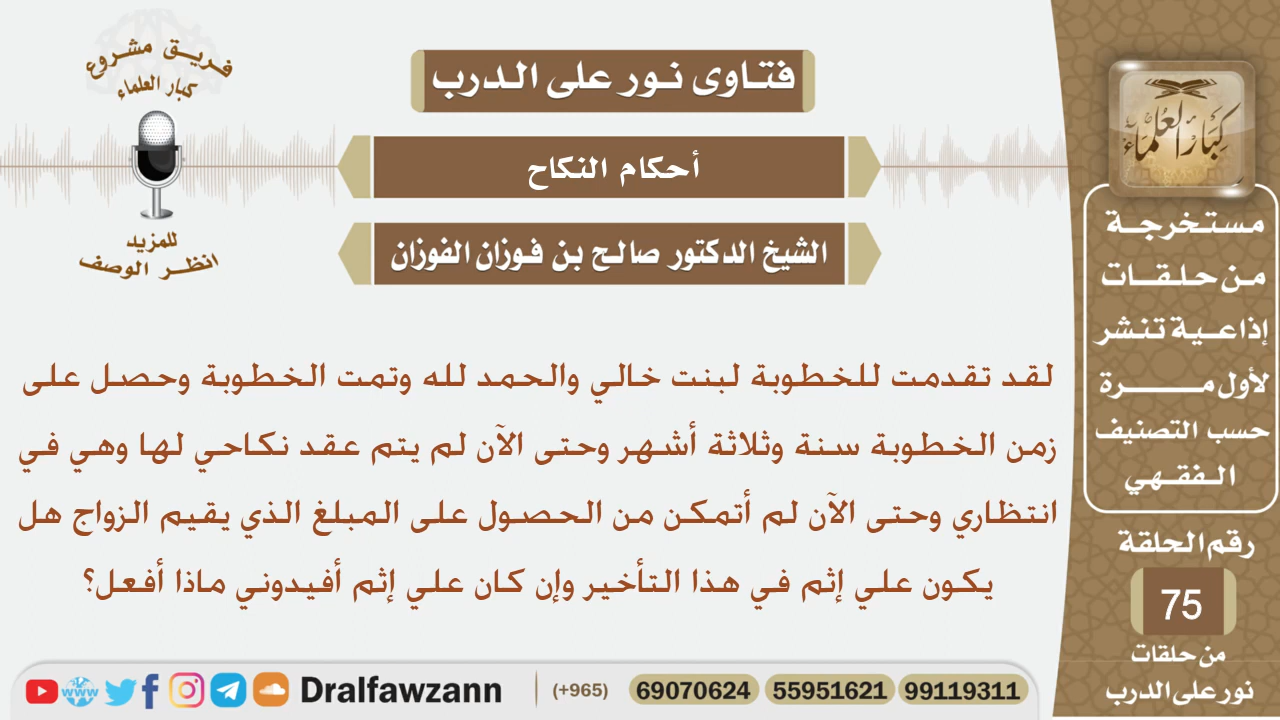 فريق مشروع
كبار العلماء
للمزيد
انظر الوصف
فتاوى نور على الدرب
أحكام النكاح
الشيخ الدكتور صالح بن فوزان الفوزان
لقد تقدمت للخطوبة لبنت خالي والحمد لله وتمت الخطوبة وحصل على
زمن الخطوبة سنة وثلاثة أشهر وحتى الآن لم يتم عقد نكاحي لها وهي في
انتظاري وحتى الآن لم أتمكن من الحصول على المبلغ الذي يقيم الزواج هل
يكون علي إثم في هذا التأخير وإن كان علي إثم أفيدوني ماذا أفعل؟
كبار العلماء
مستخرجة
من حلقات
إذاعية تنشر
لأول مرة
حسب التصنيف
الفقهي
رقم الحلقة
75
من حلقات
نور على الدرب
www
Dralfawzann
(+965) 69070624 55951621 99119311